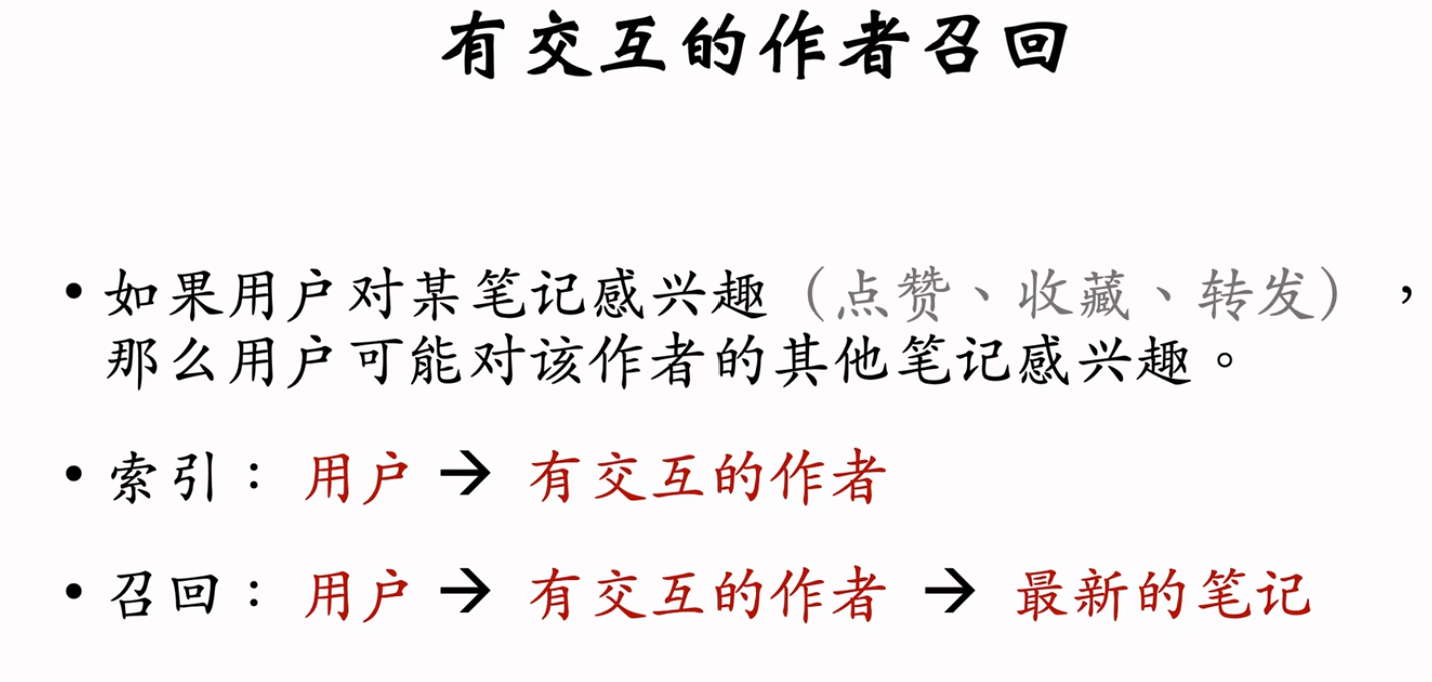 有交互的作者召回
• 如果用户对某笔记感兴趣（点赞、收藏、转发），
那么用户可能对该作者的其他笔记感兴趣。
• 索引： 用户 → 有交互的作者
• 召回： 用户 → 有交互的作者 → 最新的笔记